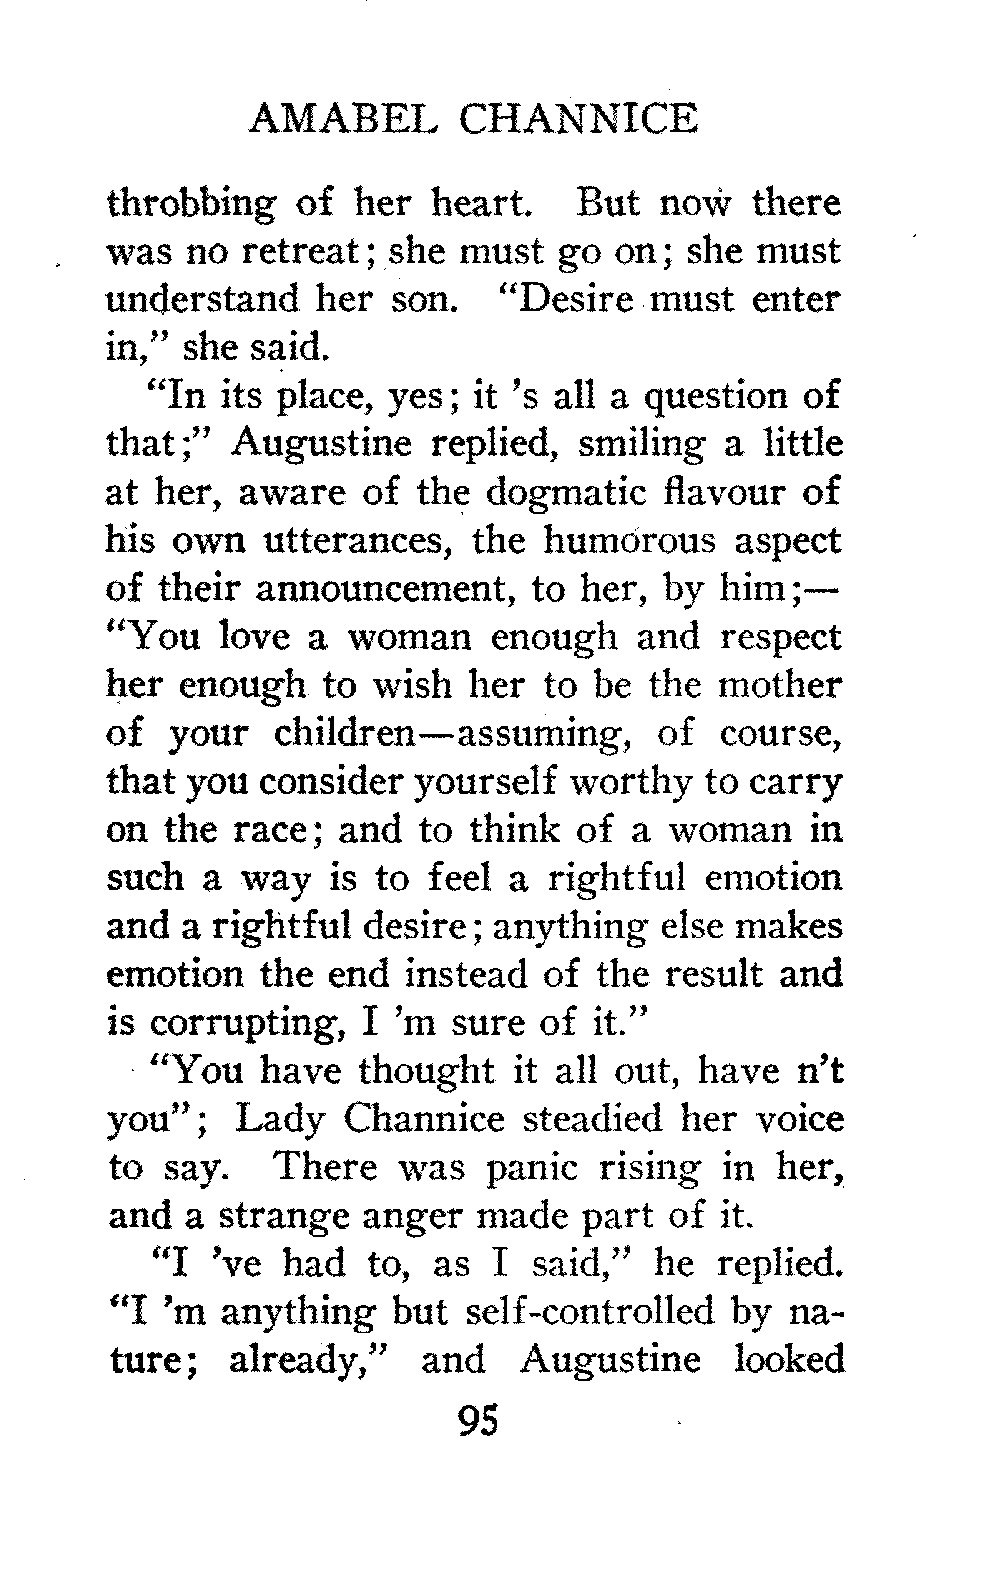 AMABEL CHANNICE
throbbing of her heart. But now there
was no retreat; she must go on; she must
understand her son. “Desire must enter
in,” she said.
“In its place, yes; it ’s all a question of
that;” Augustine replied, smiling a little
at her, aware of the dogmatic flavour of
his own utterances, the humorous aspect
of their announcement, to her, by him;—
“You love a woman enough and respect
her enough to wish her to be the mother
of your children—assuming, of course,
that you consider yourself worthy to carry
on the race; and to think of a woman in
such a way is to feel a rightful emotion
and a rightful desire; anything else makes
emotion the end instead of the result and
is corrupting, I ’m sure of it.”
“You have thought it all out, have n’t
you”; Lady Channice steadied her voice
to say. There was panic rising in her,
and a strange anger made part of it.
“I ’ve had to, as I said,” he replied.
“I ’m anything but self-controlled by na-
ture; already,” and Augustine looked
95